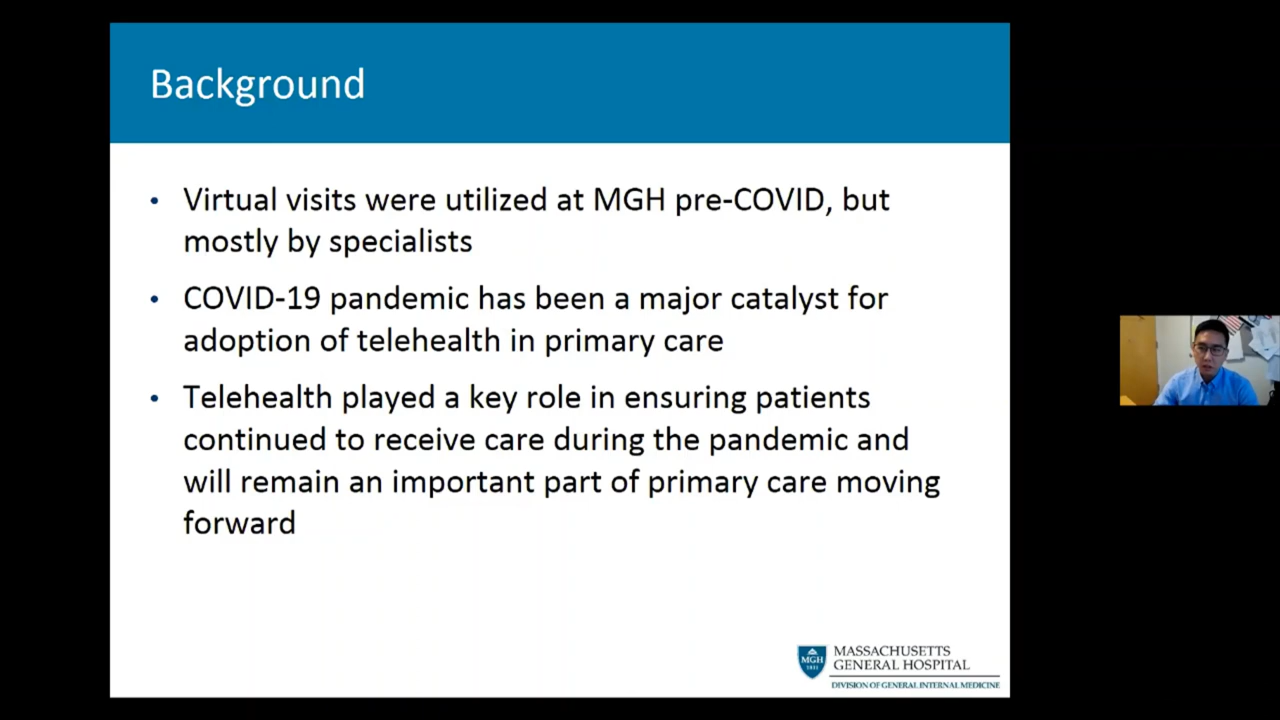 Background
• Virtual visits were utilized at MGH pre-COVID, but
mostly by specialists
• COVID-19 pandemic has been a major catalyst for
adoption of telehealth in primary care
• Telehealth played a key role in ensuring patients
continued to receive care during the pandemic and
will remain an important part of primary care moving
forward
MGH
1811
MASSACHUSETTS
GENERAL HOSPITAL
DIVISION OF GENERAL INTERNAL MEDICINE